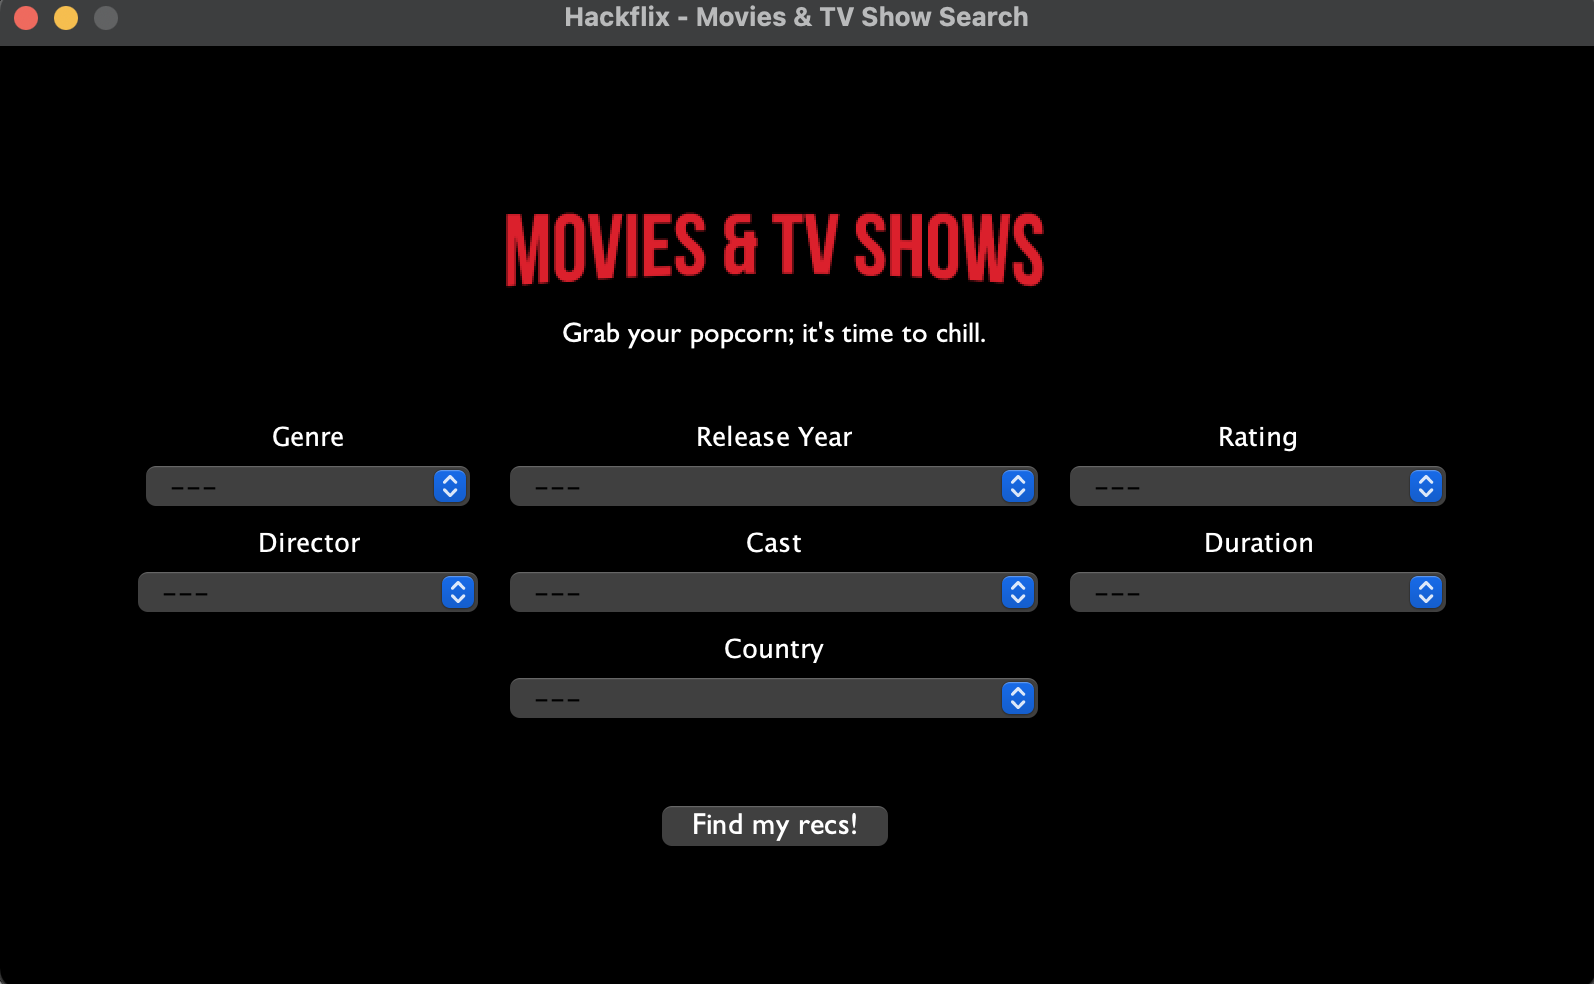 Hackflix - Movies & TV Show Search
MOVIES & TV SHOWS
Grab your popcorn; it's time to chill.
Genre Release Year Rating
--- --- ---
Director Cast Duration
--- --- ---
Country
---
Find my recs!